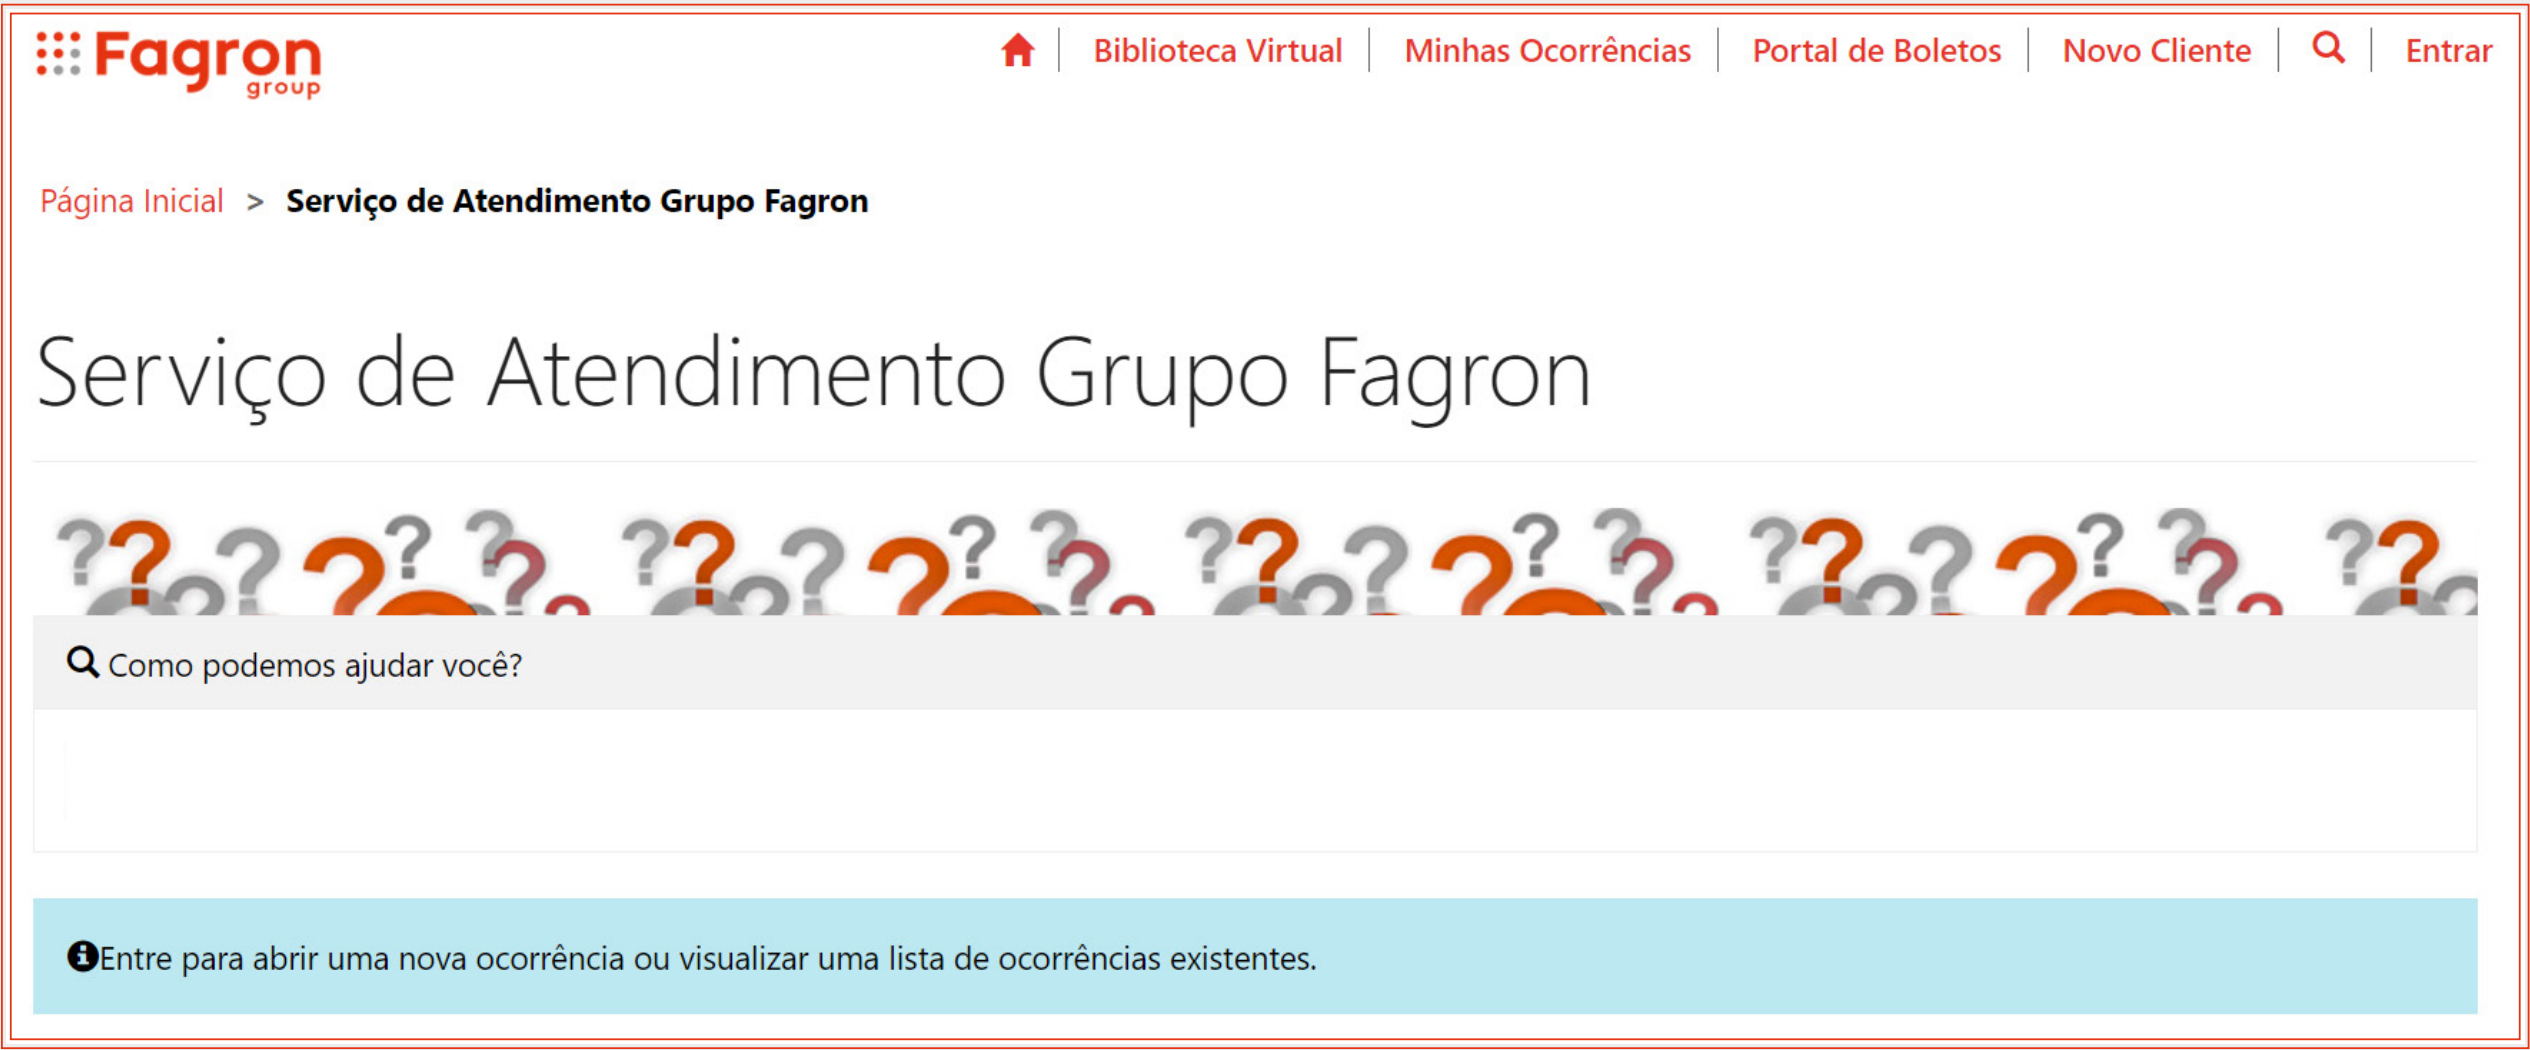 Fagron
group
Biblioteca Virtual
Minhas Ocorrências
Portal de Boletos
Novo Cliente
Entrar
Página Inicial > Serviço de Atendimento Grupo Fagron
Serviço de Atendimento Grupo Fagron
Como podemos ajudar você?
Entre para abrir uma nova ocorrência ou visualizar uma lista de ocorrências existentes.